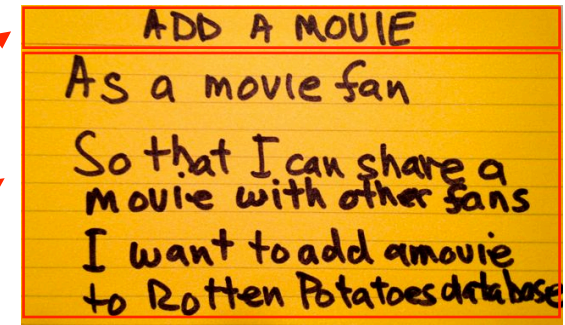 ADD A MOVIE
As a movie fan
So that I can share a
movie with other fans
I want to add a movie
to Rotten Potatoes database